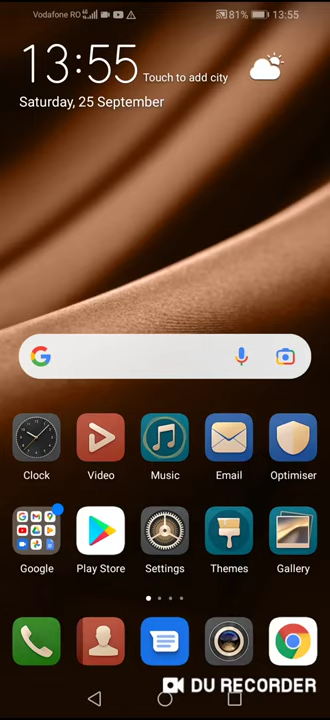 Vodafone RO 81% 13:55
13:55 Touch to add city
Saturday, 25 September
Clock Video Music Email Optimiser
Google Play Store Settings Themes Gallery
DU RECORDER